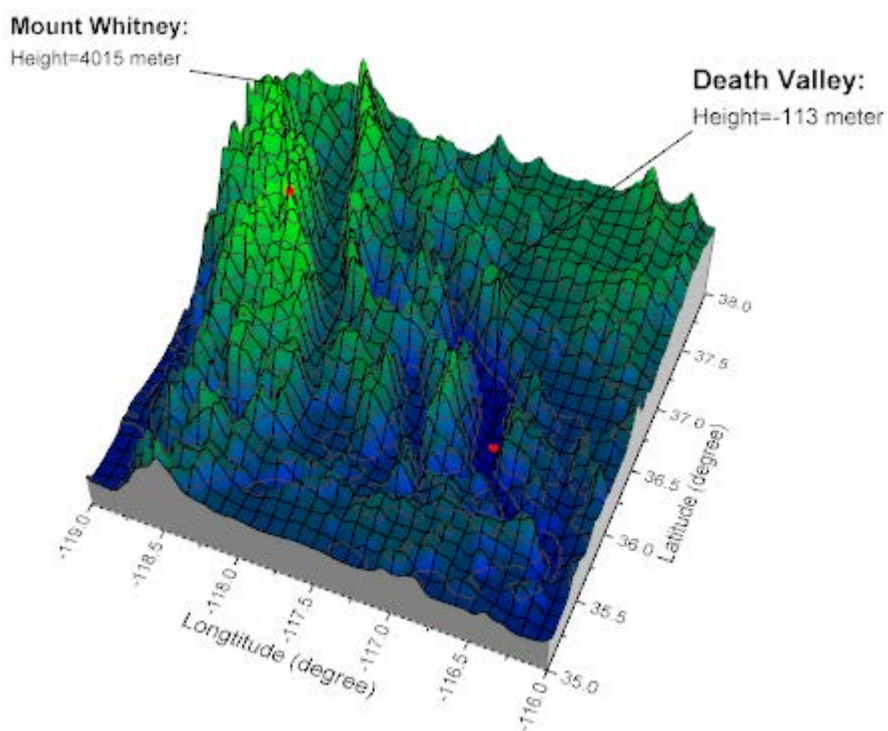 Mount Whitney:
Height=4015 meter
Death Valley:
Height=-113 meter
38.0
37.5
37.0
36.5
36.0
35.5
35.0
Latitude (degree)
-119.0
-118.5
-118.0
-117.5
-117.0
-116.5
-116.0
Longtitude (degree)